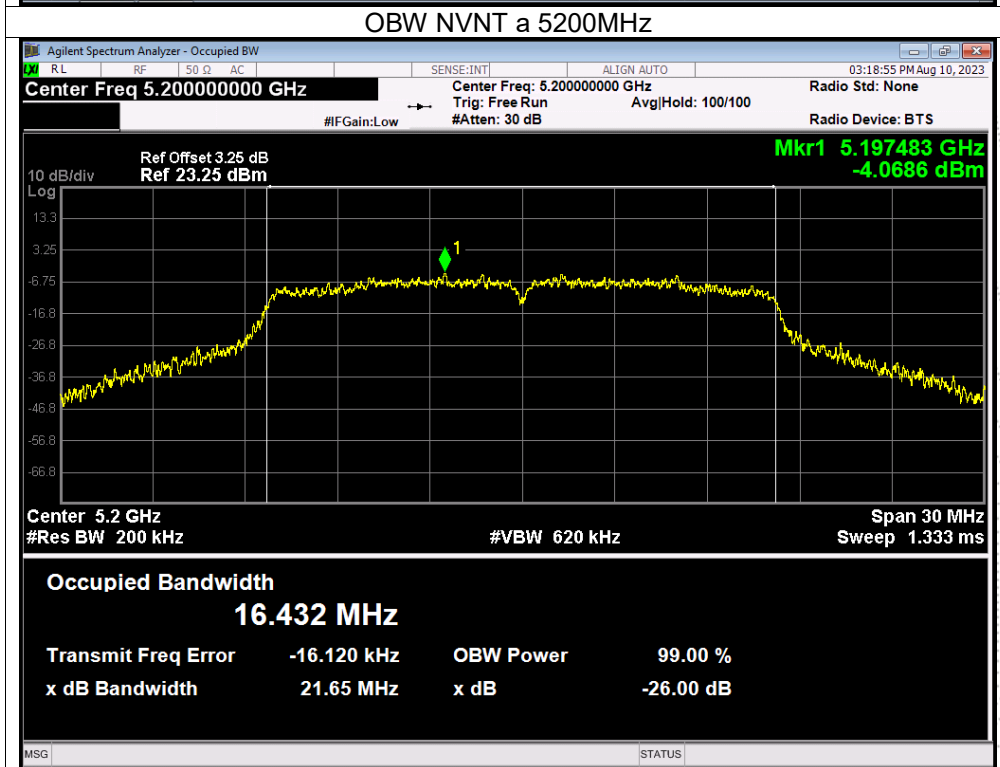 OBW NVNT a 5200MHz
Agilent Spectrum Analyzer - Occupied BW
LXI RL RF 50 Ω AC SENSE:INT ALIGN AUTO 03:18:55 PM Aug 10, 2023
Center Freq 5.200000000 GHz Center Freq: 5.200000000 GHz Radio Std: None
Trig: Free Run Avg|Hold: 100/100
#IFGain:Low #Atten: 30 dB Radio Device: BTS
Ref Offset 3.25 dB Mkr1 5.197483 GHz
10 dB/div Ref 23.25 dBm -4.0686 dBm
Log
13.3
3.25
1
-6.75
-16.8
-26.8
-36.8
-46.8
-56.8
-66.8
Center 5.2 GHz Span 30 MHz
#Res BW 200 kHz #VBW 620 kHz Sweep 1.333 ms
Occupied Bandwidth
16.432 MHz
Transmit Freq Error -16.120 kHz OBW Power 99.00 %
x dB Bandwidth 21.65 MHz x dB -26.00 dB
MSG STATUS